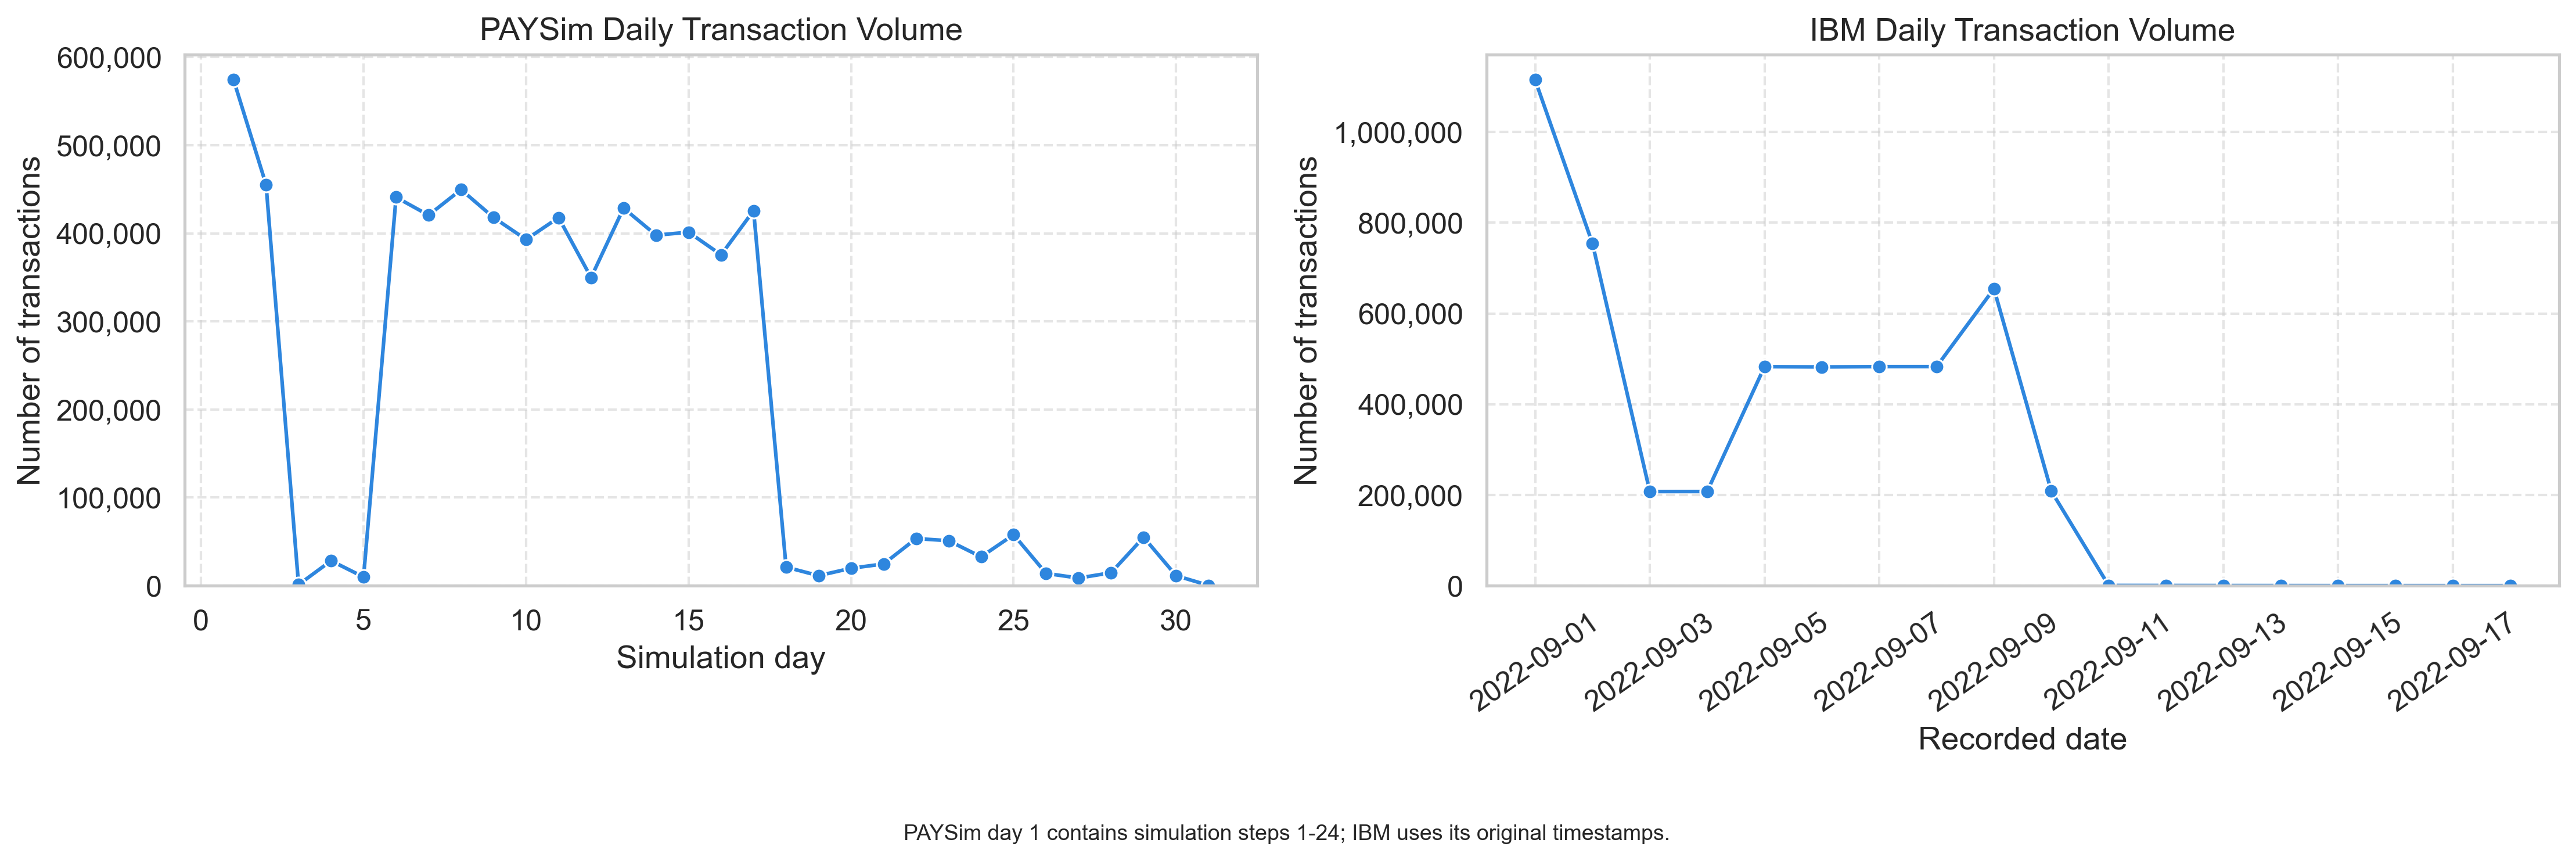 PAYSim Daily Transaction Volume
Number of transactions
600,000
500,000
400,000
300,000
200,000
100,000
0
0 5 10 15 20 25 30
Simulation day
IBM Daily Transaction Volume
Number of transactions
1,000,000
800,000
600,000
400,000
200,000
0
2022-09-01 2022-09-03 2022-09-05 2022-09-07 2022-09-09 2022-09-11 2022-09-13 2022-09-15 2022-09-17
Recorded date
PAYSim day 1 contains simulation steps 1-24; IBM uses its original timestamps.